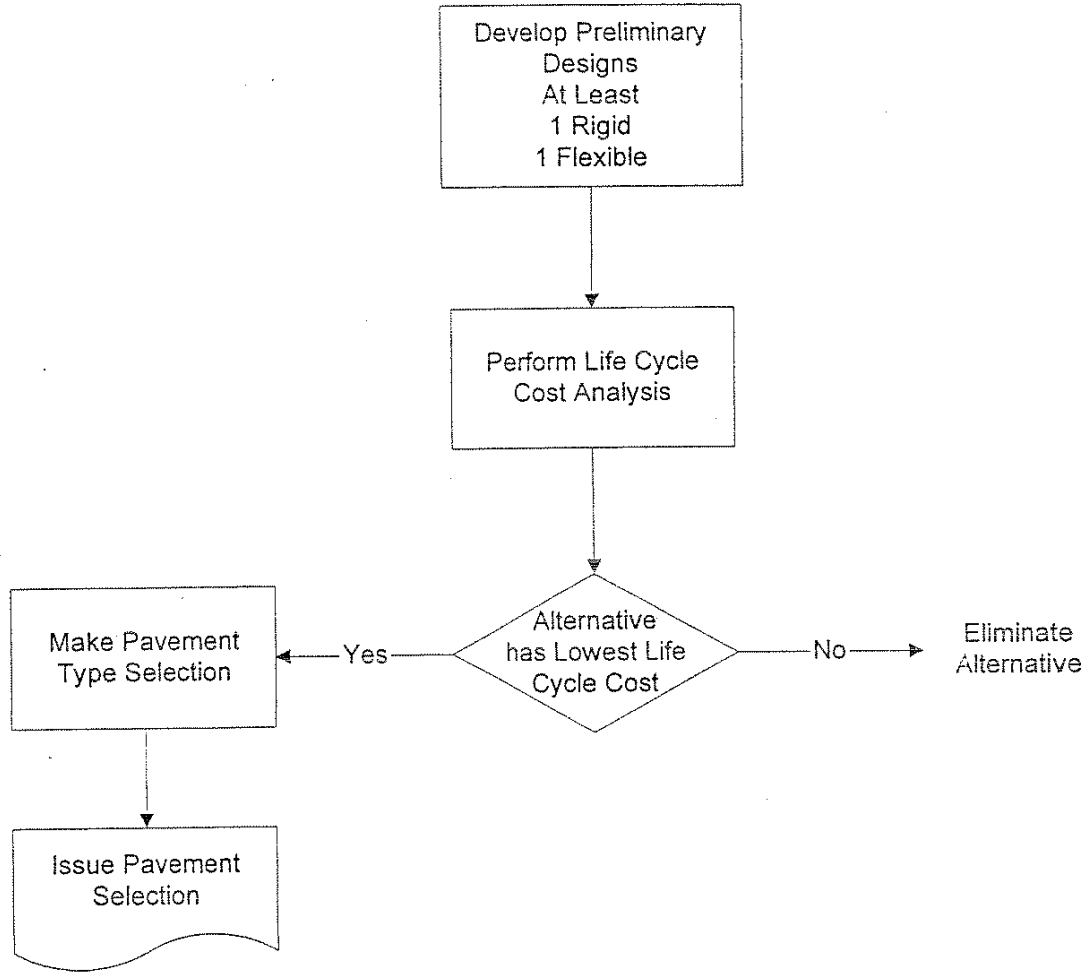 Develop Preliminary
Designs
At Least
1 Rigid
1 Flexible
Perform Life Cycle
Cost Analysis
Alternative
has Lowest Life
Cycle Cost
Yes
No
Eliminate
Alternative
Make Pavement
Type Selection
Issue Pavement
Selection